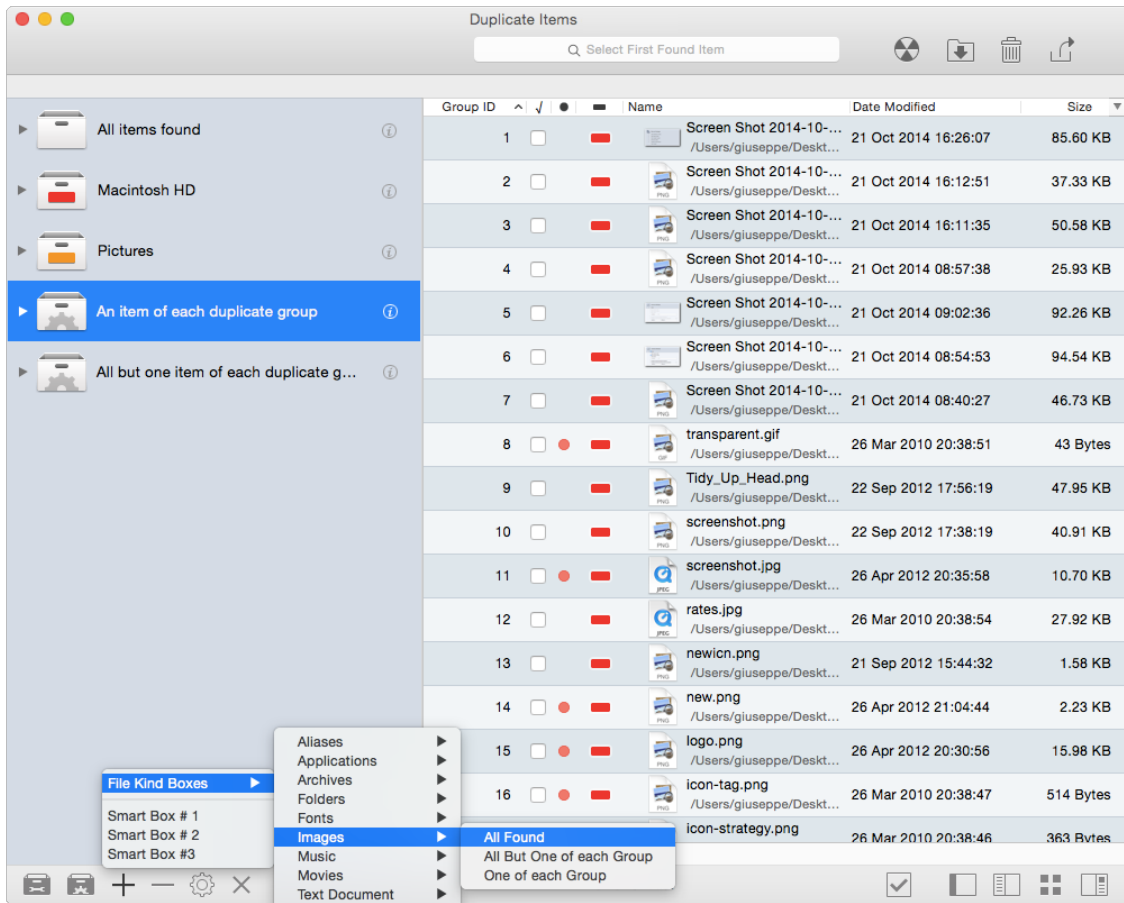 Duplicate Items
Select First Found Item
All items found
Macintosh HD
Pictures
An item of each duplicate group
All but one item of each duplicate g...
Group ID √ Name Date Modified Size
1 Screen Shot 2014-10-... 21 Oct 2014 16:26:07 85.60 KB
/Users/giuseppe/Deskt...
2 Screen Shot 2014-10-... 21 Oct 2014 16:12:51 37.33 KB
PNG /Users/giuseppe/Deskt...
3 Screen Shot 2014-10-... 21 Oct 2014 16:11:35 50.58 KB
PNG /Users/giuseppe/Deskt...
4 Screen Shot 2014-10-... 21 Oct 2014 08:57:38 25.93 KB
PNG /Users/giuseppe/Deskt...
5 Screen Shot 2014-10-... 21 Oct 2014 09:02:36 92.26 KB
/Users/giuseppe/Deskt...
6 Screen Shot 2014-10-... 21 Oct 2014 08:54:53 94.54 KB
/Users/giuseppe/Deskt...
7 Screen Shot 2014-10-... 21 Oct 2014 08:40:27 46.73 KB
PNG /Users/giuseppe/Deskt...
8 transparent.gif 26 Mar 2010 20:38:51 43 Bytes
GIF /Users/giuseppe/Deskt...
9 Tidy_Up_Head.png 22 Sep 2012 17:56:19 47.95 KB
PNG /Users/giuseppe/Deskt...
10 screenshot.png 22 Sep 2012 17:38:19 40.91 KB
PNG /Users/giuseppe/Deskt...
11 screenshot.jpg 26 Apr 2012 20:35:58 10.70 KB
JPEG /Users/giuseppe/Deskt...
12 rates.jpg 26 Mar 2010 20:38:54 27.92 KB
JPEG /Users/giuseppe/Deskt...
13 newicn.png 21 Sep 2012 15:44:32 1.58 KB
PNG /Users/giuseppe/Deskt...
14 new.png 26 Apr 2012 21:04:44 2.23 KB
PNG /Users/giuseppe/Deskt...
15 logo.png 26 Apr 2012 20:30:56 15.98 KB
PNG /Users/giuseppe/Deskt...
16 icon-tag.png 26 Mar 2010 20:38:47 514 Bytes
PNG /Users/giuseppe/Deskt...
icon-strategy.png 26 Mar 2010 20:38:46 363 Bytes
File Kind Boxes
Smart Box # 1
Smart Box # 2
Smart Box #3
Aliases
Applications
Archives
Folders
Fonts
Images
Music
Movies
Text Document
All Found
All But One of each Group
One of each Group